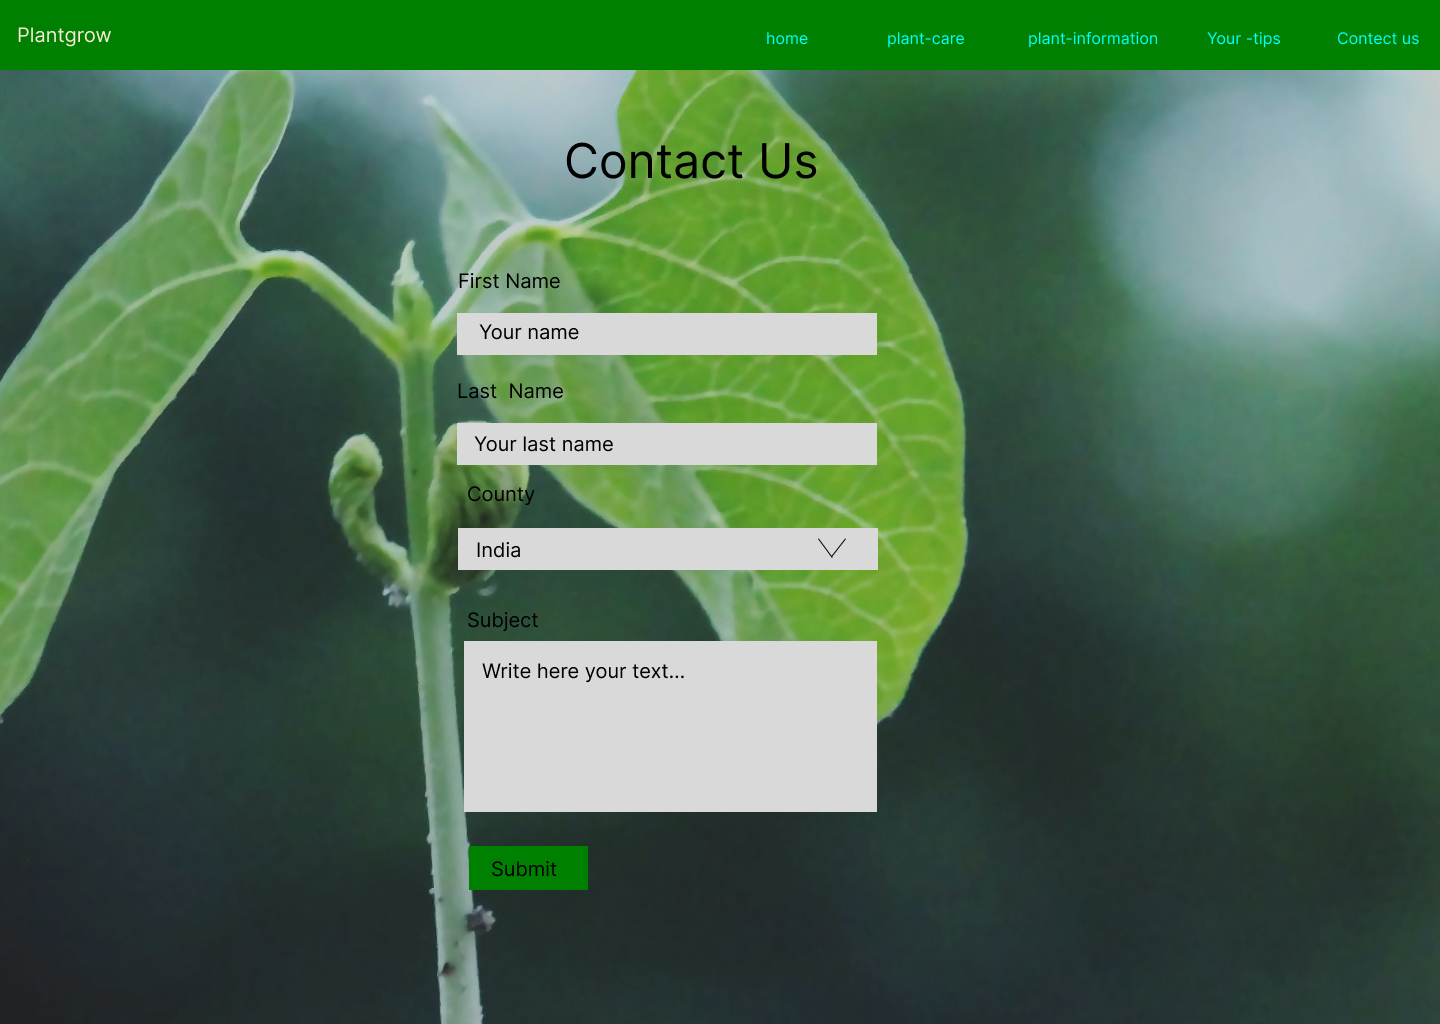 Plantgrow
home plant-care plant-information Your -tips Contect us
Contact Us
First Name
Your name
Last  Name
Your last name
County
India
Subject
Write here your text...
Submit